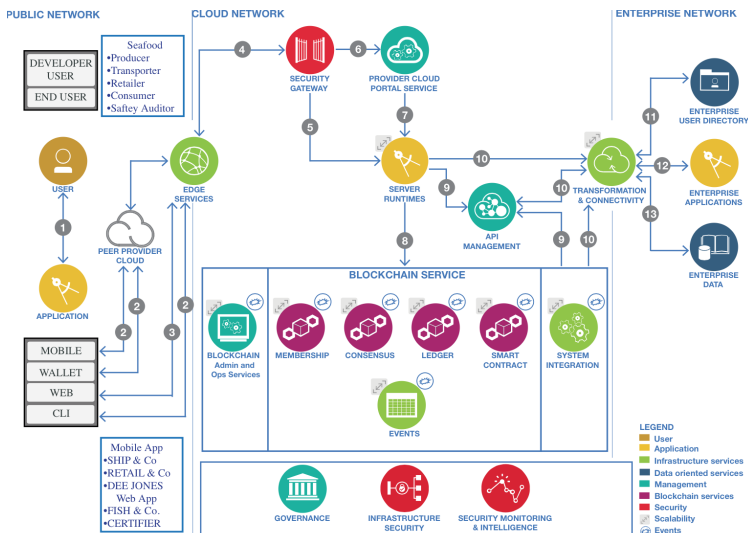 PUBLIC NETWORK
CLOUD NETWORK
ENTERPRISE NETWORK
DEVELOPER
USER
END USER
Seafood
•Producer
•Transporter
•Retailer
•Consumer
•Saftey Auditor
4
SECURITY
GATEWAY
6
PROVIDER CLOUD
PORTAL SERVICE
5
7
11
ENTERPRISE
USER DIRECTORY
USER
EDGE
SERVICES
SERVER
RUNTIMES
10
9
10
API
MANAGEMENT
TRANSFORMATION
& CONNECTIVITY
12
ENTERPRISE
APPLICATIONS
13
1
PEER PROVIDER
CLOUD
8
9
10
ENTERPRISE
DATA
APPLICATION
2
2
3
2
MOBILE
WALLET
WEB
CLI
BLOCKCHAIN SERVICE
BLOCKCHAIN
Admin and
Ops Services
MEMBERSHIP
CONSENSUS
LEDGER
SMART
CONTRACT
SYSTEM
INTEGRATION
EVENTS
Mobile App
•SHIP & Co
•RETAIL & Co
•DEE JONES
Web App
•FISH & Co.
•CERTIFIER
GOVERNANCE
INFRASTRUCTURE
SECURITY
SECURITY MONITORING
& INTELLIGENCE
LEGEND
User
Application
Infrastructure services
Data oriented services
Management
Blockchain services
Security
Scalability
Events